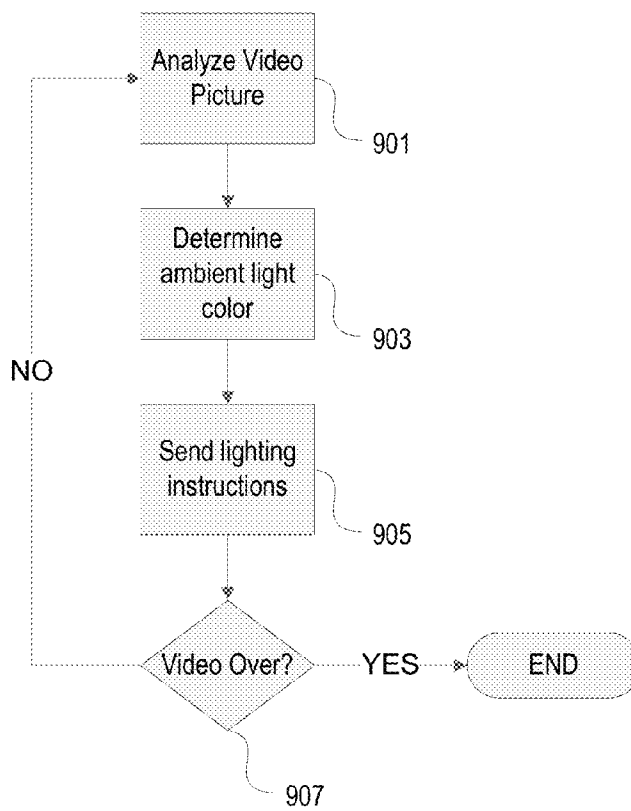 Analyze Video
Picture
901
Determine
ambient light
color
903
NO
Send lighting
instructions
905
Video Over?
YES
END
907